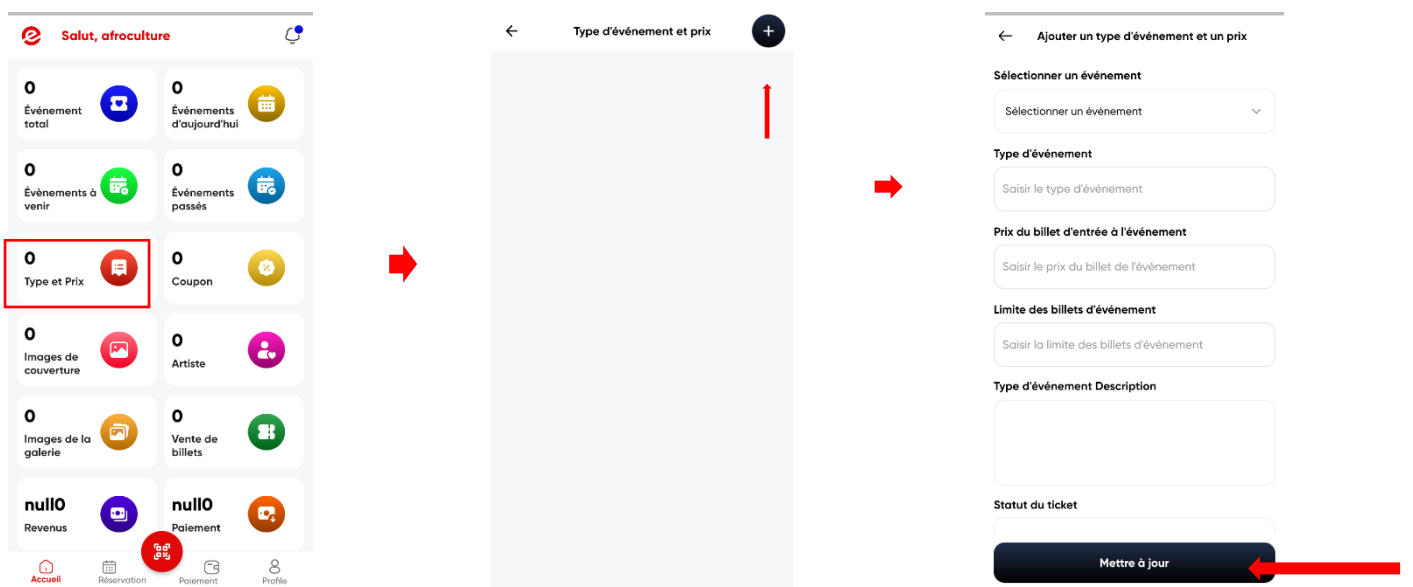 Salut, afroculture
0
Événement
total
0
Événements
d'aujourd'hui
0
Évènements à
venir
0
Événements
passés
0
Type et Prix
0
Coupon
0
Images de
couverture
0
Artiste
0
Images de la
galerie
0
Vente de
billets
null0
Revenus
null0
Paiement
Accueil
Réservation
Paiement
Profile
Type d'événement et prix
Ajouter un type d'événement et un prix
Sélectionner un événement
Sélectionner un événement
Type d'événement
Saisir le type d'événement
Prix du billet d'entrée à l'événement
Saisir le prix du billet de l'événement
Limite des billets d'événement
Saisir la limite des billets d'événement
Type d'événement Description
Statut du ticket
Mettre à jour